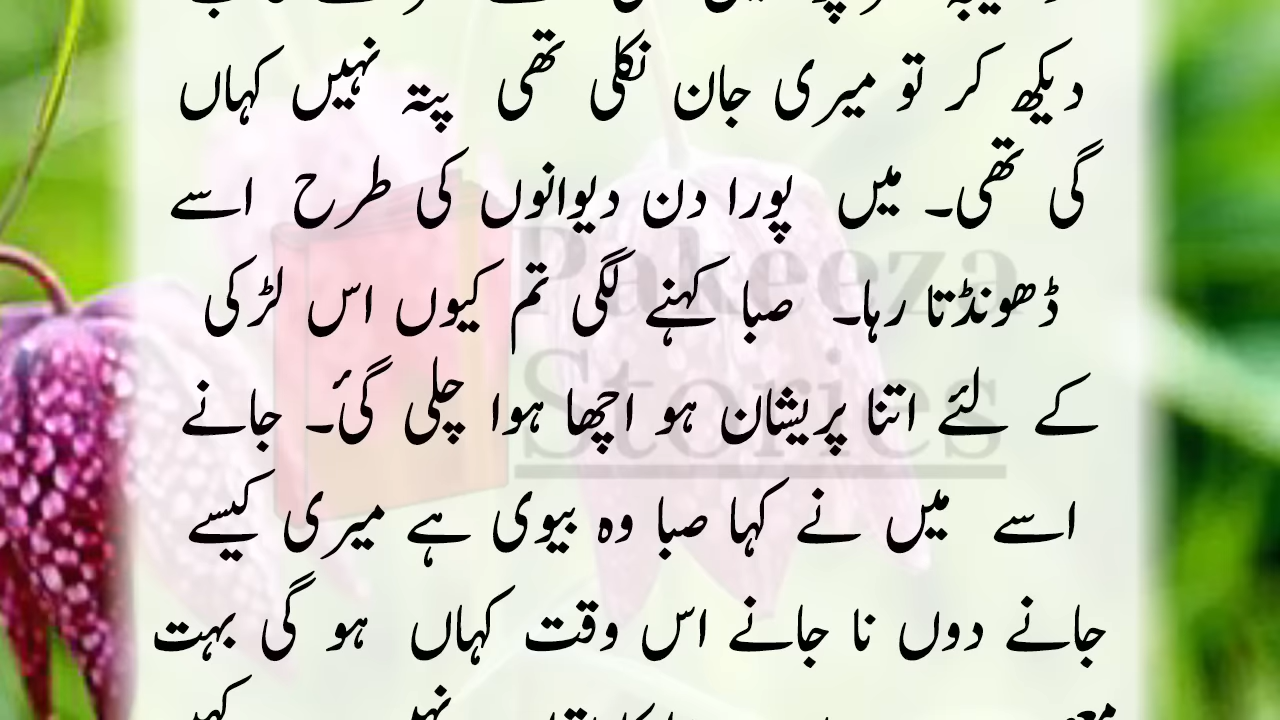 دیکھ کر تو میری جان نکلی تھی پتہ نہیں کہاں
گی تھی۔ میں پورا دن دیوانوں کی طرح اسے
ڈھونڈتا رہا۔ صبا کہنے لگی تم کیوں اس لڑکی
کے لئے اتنا پریشان ہو اچھا ہوا چلی گیٔ۔ جانے
اسے میں نے کہا صبا وہ بیوی ہے میری کیسے
جانے دوں نا جانے اس وقت کہاں ہو گی بہت
Pakeeza
Stories